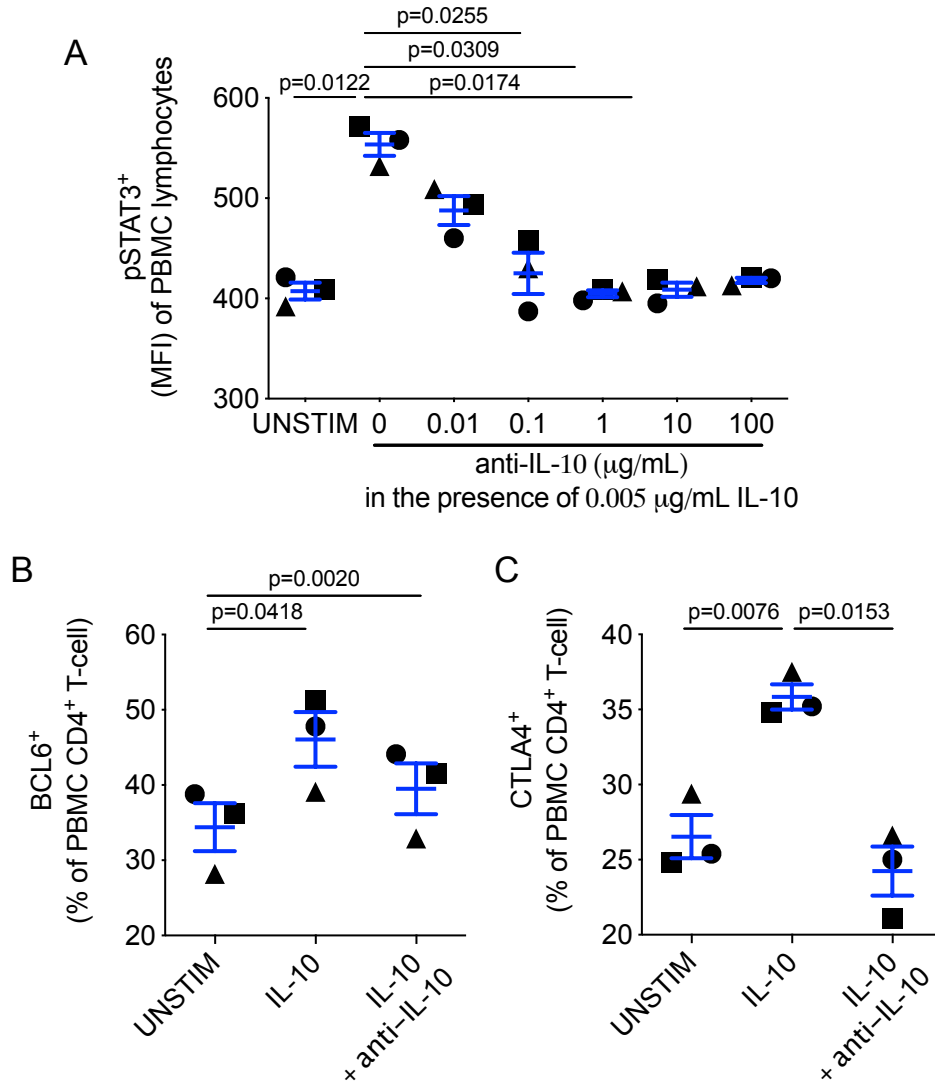 A
p=0.0255
p=0.0309
p=0.0122
p=0.0174
pSTAT3+
(MFI) of PBMC lymphocytes
600
500
400
300
UNSTIM 0 0.01 0.1 1 10 100
anti-IL-10 (μg/mL)
in the presence of 0.005 μg/mL IL-10
B
p=0.0020
p=0.0418
BCL6+
(% of PBMC CD4+ T-cell)
60
50
40
30
20
UNSTIM
IL-10
IL-10
+ anti-IL-10
C
p=0.0076
p=0.0153
CTLA4+
(% of PBMC CD4+ T-cell)
40
35
30
25
20
UNSTIM
IL-10
IL-10
+ anti-IL-10